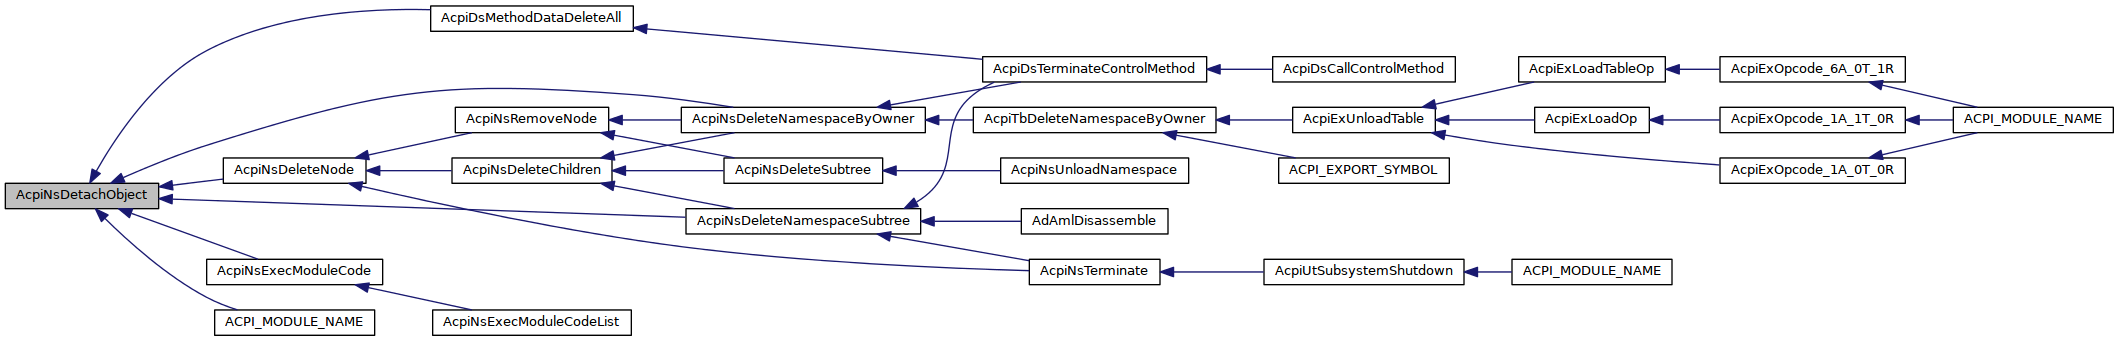 AcpiDsMethodDataDeleteAll
AcpiDsTerminateControlMethod
AcpiDsCallControlMethod
AcpiExLoadTableOp
AcpiExOpcode_6A_0T_1R
AcpiNsRemoveNode
AcpiNsDeleteNamespaceByOwner
AcpiTbDeleteNamespaceByOwner
AcpiExUnloadTable
AcpiExLoadOp
AcpiExOpcode_1A_1T_0R
ACPI_MODULE_NAME
AcpiNsDeleteNode
AcpiNsDeleteChildren
AcpiNsDeleteSubtree
AcpiNsUnloadNamespace
ACPI_EXPORT_SYMBOL
AcpiExOpcode_1A_0T_0R
AcpiNsDetachObject
AcpiNsDeleteNamespaceSubtree
AdAmlDisassemble
AcpiNsExecModuleCode
AcpiNsTerminate
AcpiUtSubsystemShutdown
ACPI_MODULE_NAME
ACPI_MODULE_NAME
AcpiNsExecModuleCodeList